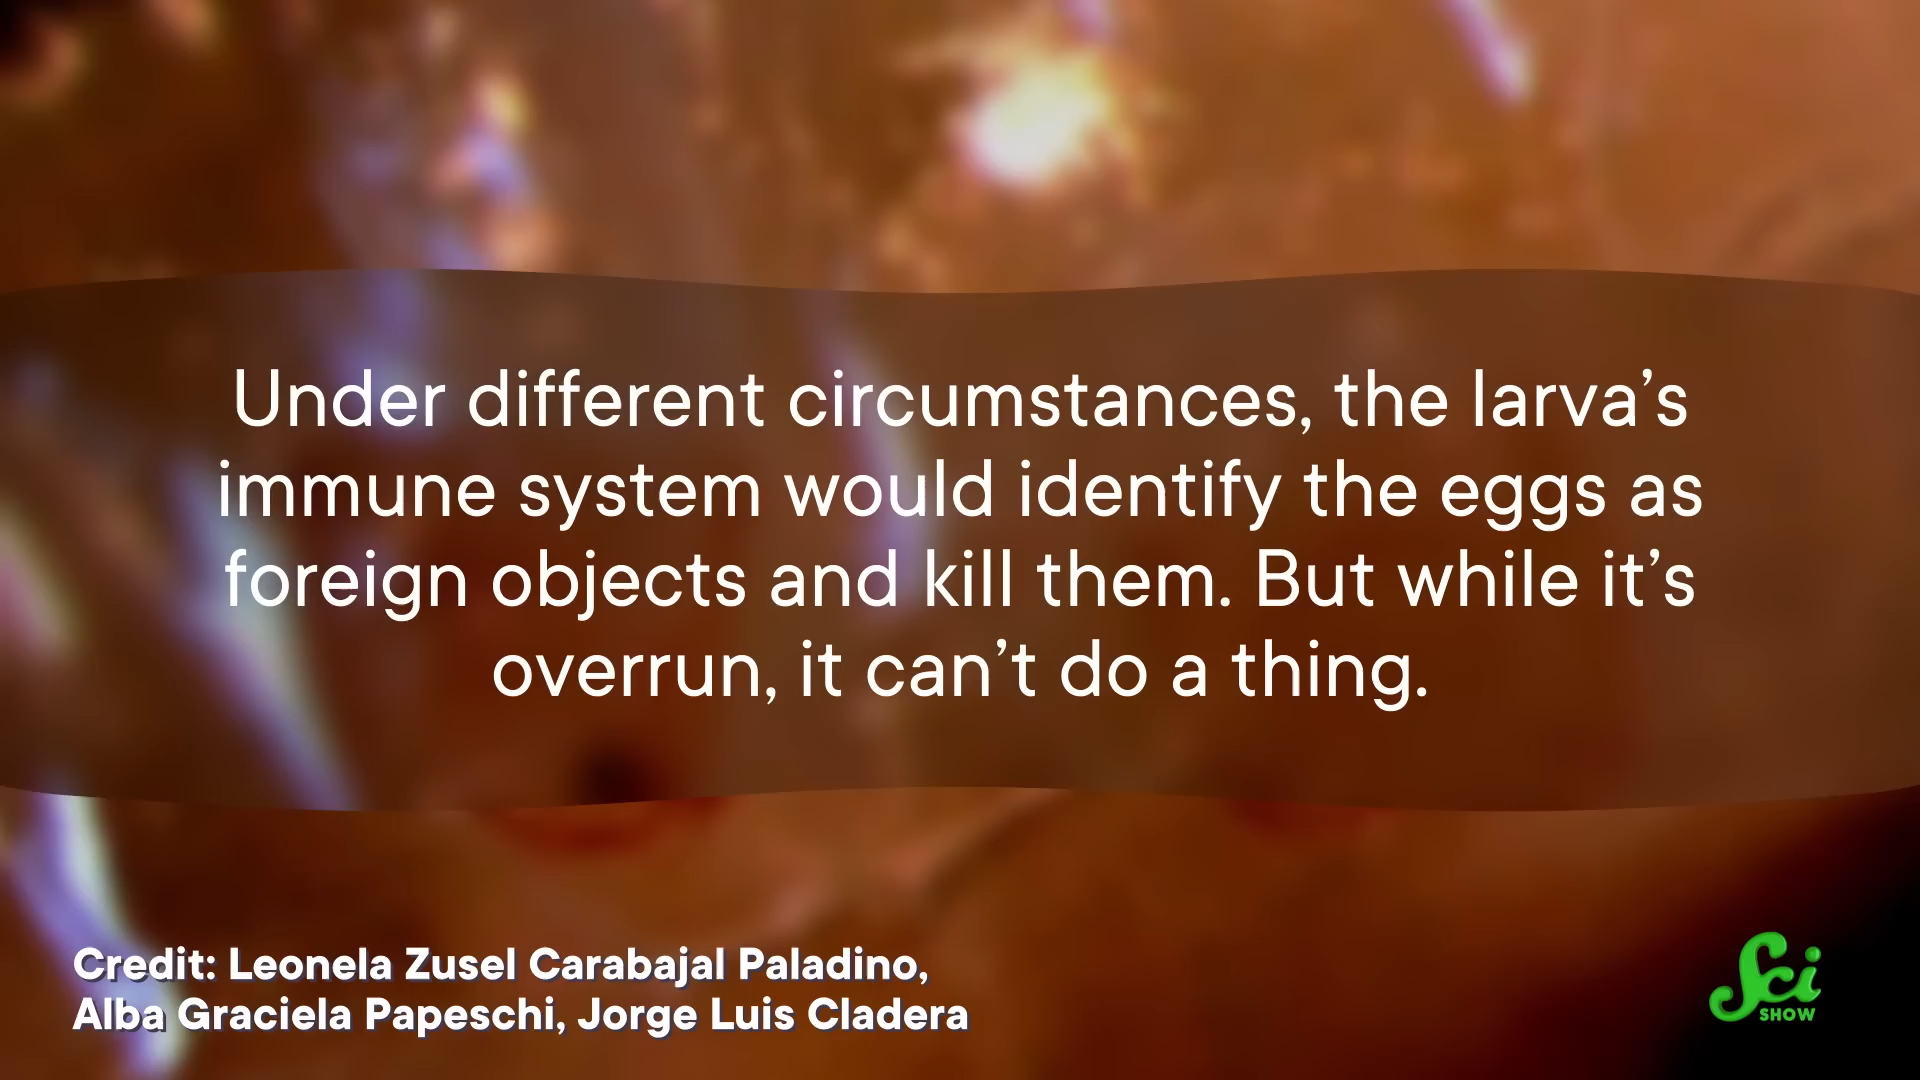 Under different circumstances, the larva’s
immune system would identify the eggs as
foreign objects and kill them. But while it’s
overrun, it can’t do a thing.
Credit: Leonela Zusel Carabajal Paladino,
Alba Graciela Papeschi, Jorge Luis Cladera
Sci
SHOW